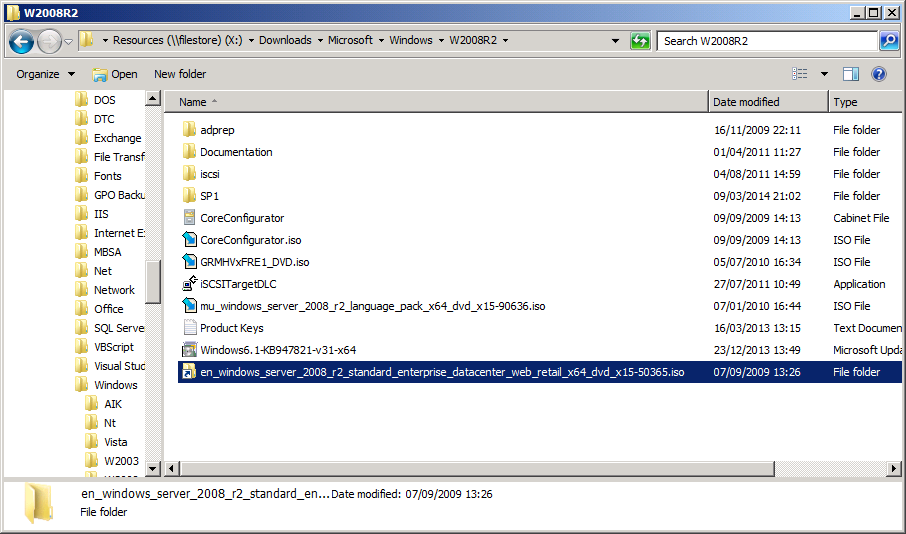 W2008R2
Resources (\\filestore) (X:) Downloads Microsoft Windows W2008R2
Search W2008R2
Organize Open New folder
Name Date modified Type
DOS
DTC
Exchange
File Transf
Fonts
GPO Backu
IIS
Internet E
MBSA
Net
Network
Office
SQL Serve
VBScript
Visual Stud
Windows
AIK
Nt
Vista
W2003
adprep 16/11/2009 22:11 File folder
Documentation 01/04/2011 11:27 File folder
iscsi 04/08/2011 14:59 File folder
SP1 09/03/2014 21:02 File folder
CoreConfigurator 09/09/2009 14:13 Cabinet File
CoreConfigurator.iso 09/09/2009 14:13 ISO File
GRMHVxFRE1_DVD.iso 05/07/2010 16:34 ISO File
iSCSITargetDLC 27/07/2011 10:49 Application
mu_windows_server_2008_r2_language_pack_x64_dvd_x15-90636.iso 07/01/2010 16:44 ISO File
Product Keys 16/03/2013 13:15 Text Documen
Windows6.1-KB947821-v31-x64 23/12/2013 13:49 Microsoft Upda
en_windows_server_2008_r2_standard_enterprise_datacenter_web_retail_x64_dvd_x15-50365.iso 07/09/2009 13:26 File folder
en_windows_server_2008_r2_standard_en... Date modified: 07/09/2009 13:26
File folder